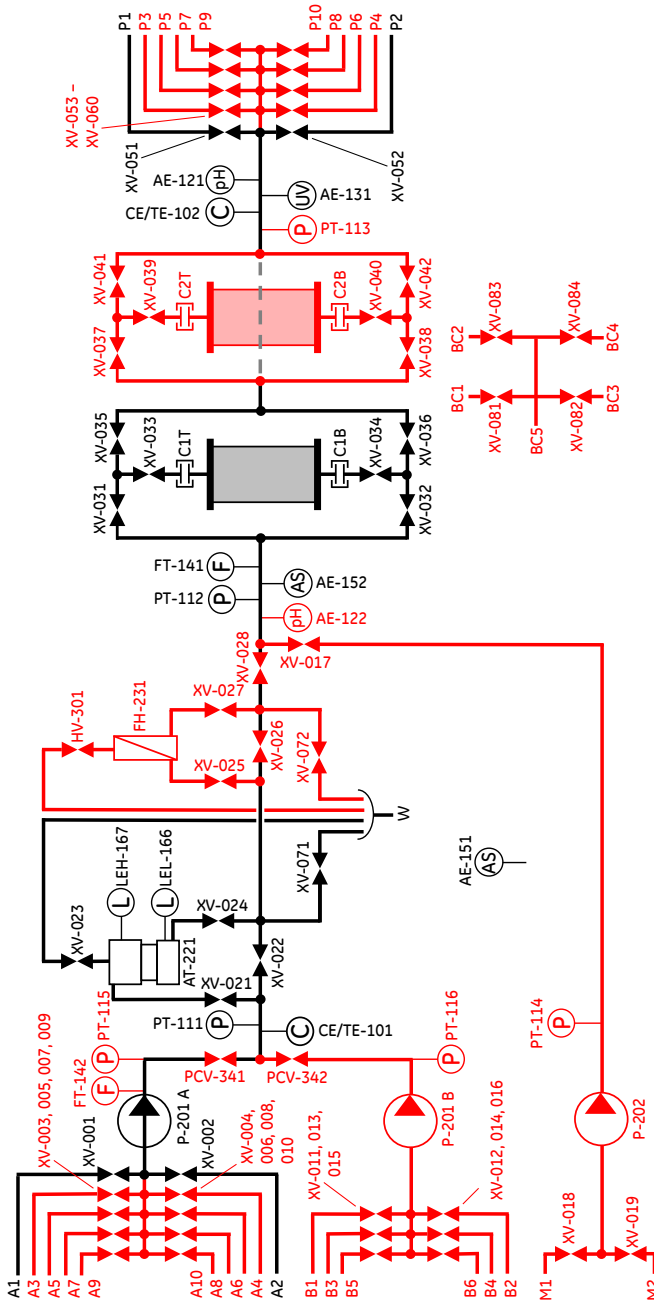 P1
P3
P5
P7
P9
P10
P8
P6
P4
P2
XV-053 –
XV-060
XV-051
XV-052
AE-121
pH
UV
AE-131
CE/TE-102
C
P
PT-113
XV-041
XV-039
C2T
C2B
XV-040
XV-042
XV-037
XV-038
XV-083
XV-084
BC2
BC4
BC1
BC3
XV-081
XV-082
BC5
XV-035
XV-033
C1T
C1B
XV-034
XV-036
XV-031
XV-032
FT-141
F
AS
AE-152
PT-112
P
pH
AE-122
XV-028
XV-017
HV-301
FH-231
XV-027
XV-026
XV-072
XV-025
W
LEH-167
L
LEL-166
L
XV-023
XV-024
XV-071
AE-151
AS
AT-221
XV-021
XV-022
PT-111
P
C
CE/TE-101
PT-115
P
FT-142
F
PCV-341
PCV-342
P
PT-116
PT-114
P
P-201 A
P-201 B
P-202
XV-003, 005, 007, 009
XV-001
XV-002
XV-004,
006, 008,
010
XV-011, 013,
015
XV-012, 014, 016
XV-018
XV-019
A1
A3
A5
A7
A9
A10
A8
A6
A4
A2
B1
B3
B5
B6
B4
B2
M1
M2